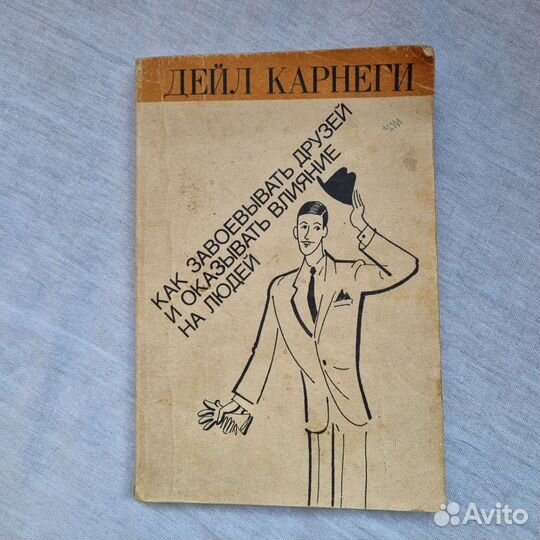 ДЕЙЛ КАРНЕГИ
КАК ЗАВОЕВЫВАТЬ ДРУЗЕЙ
И ОКАЗЫВАТЬ ВЛИЯНИЕ
НА ЛЮДЕЙ
Avito